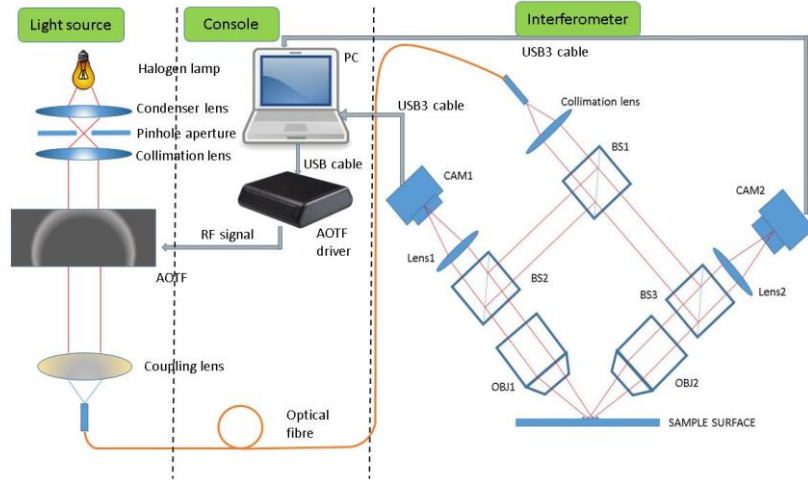 Light source
Console
Interferometer
Halogen lamp
Condenser lens
Pinhole aperture
Collimation lens
AOTF
Coupling lens
PC
USB cable
RF signal
AOTF
driver
Optical
fibre
USB3 cable
USB3 cable
Collimation lens
BS1
CAM1
CAM2
Lens1
BS2
BS3
Lens2
OBJ1
OBJ2
SAMPLE SURFACE